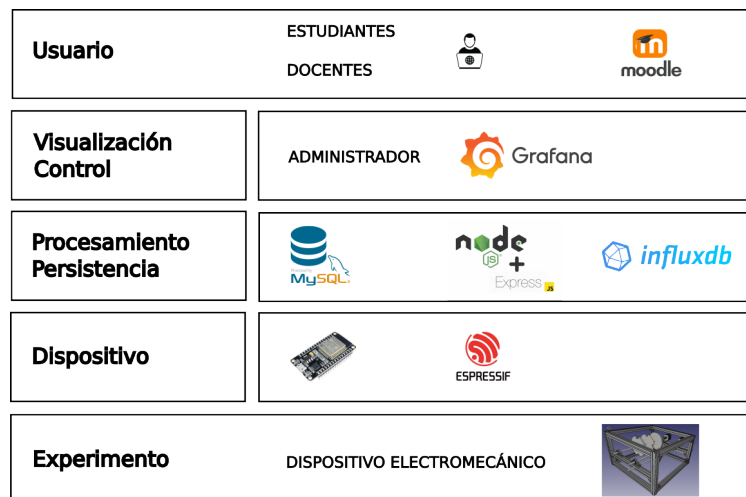 Usuario
ESTUDIANTES
DOCENTES
moodle
Visualización
Control
ADMINISTRADOR
Grafana
Procesamiento
Persistencia
MySQL
node
JS
+
Express
JS
influxdb
Dispositivo
ESPRESSIF
Experimento
DISPOSITIVO ELECTROMECÁNICO